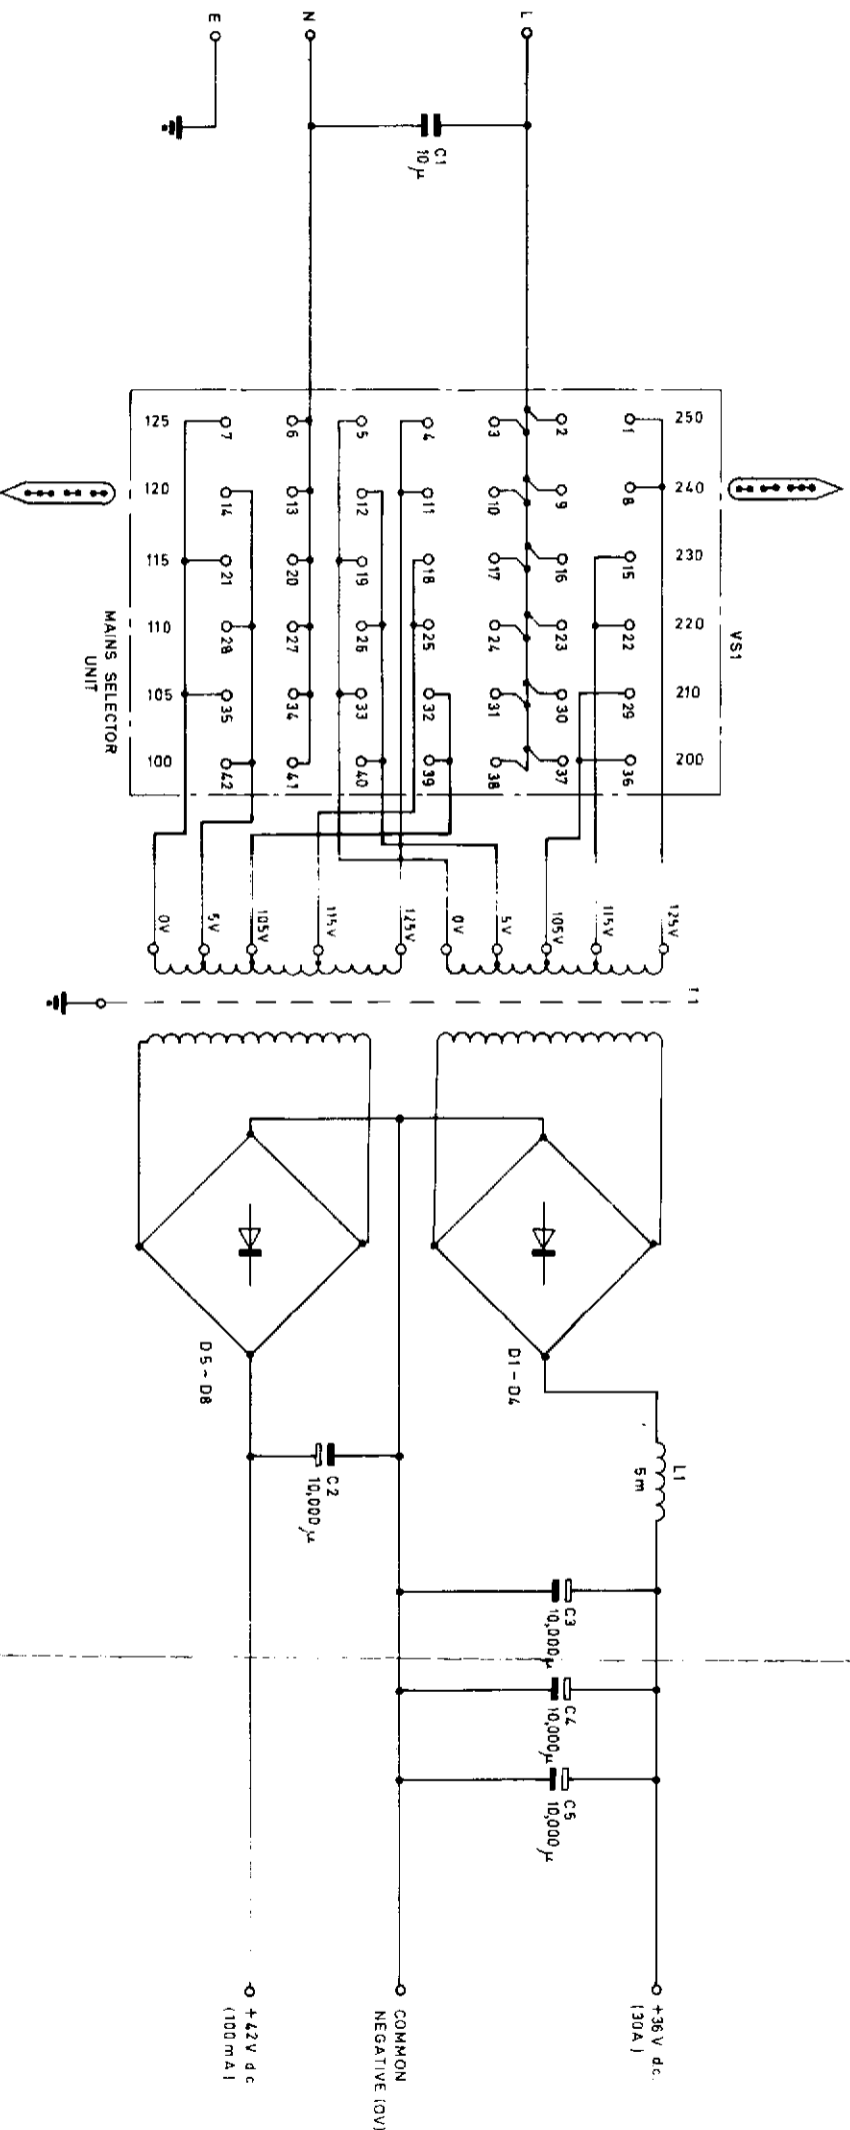 E
N
L
C1
10µ
VS1
250
240
230
220
210
200
1
8
15
22
29
36
2
9
16
23
30
37
3
10
17
24
31
38
4
11
18
25
32
39
5
12
19
26
33
40
6
13
20
27
34
41
7
14
21
28
35
42
125
120
115
110
105
100
MAINS SELECTOR
UNIT
125V
115V
105V
5V
0V
125V
115V
105V
5V
0V
T1
D1-D4
D5-D8
L1
5m
C2
10,000µ
C3
10,000µ
C4
10,000µ
C5
10,000µ
+36V d.c.
(30A)
COMMON
NEGATIVE (0V)
+42V d.c
(100mA)